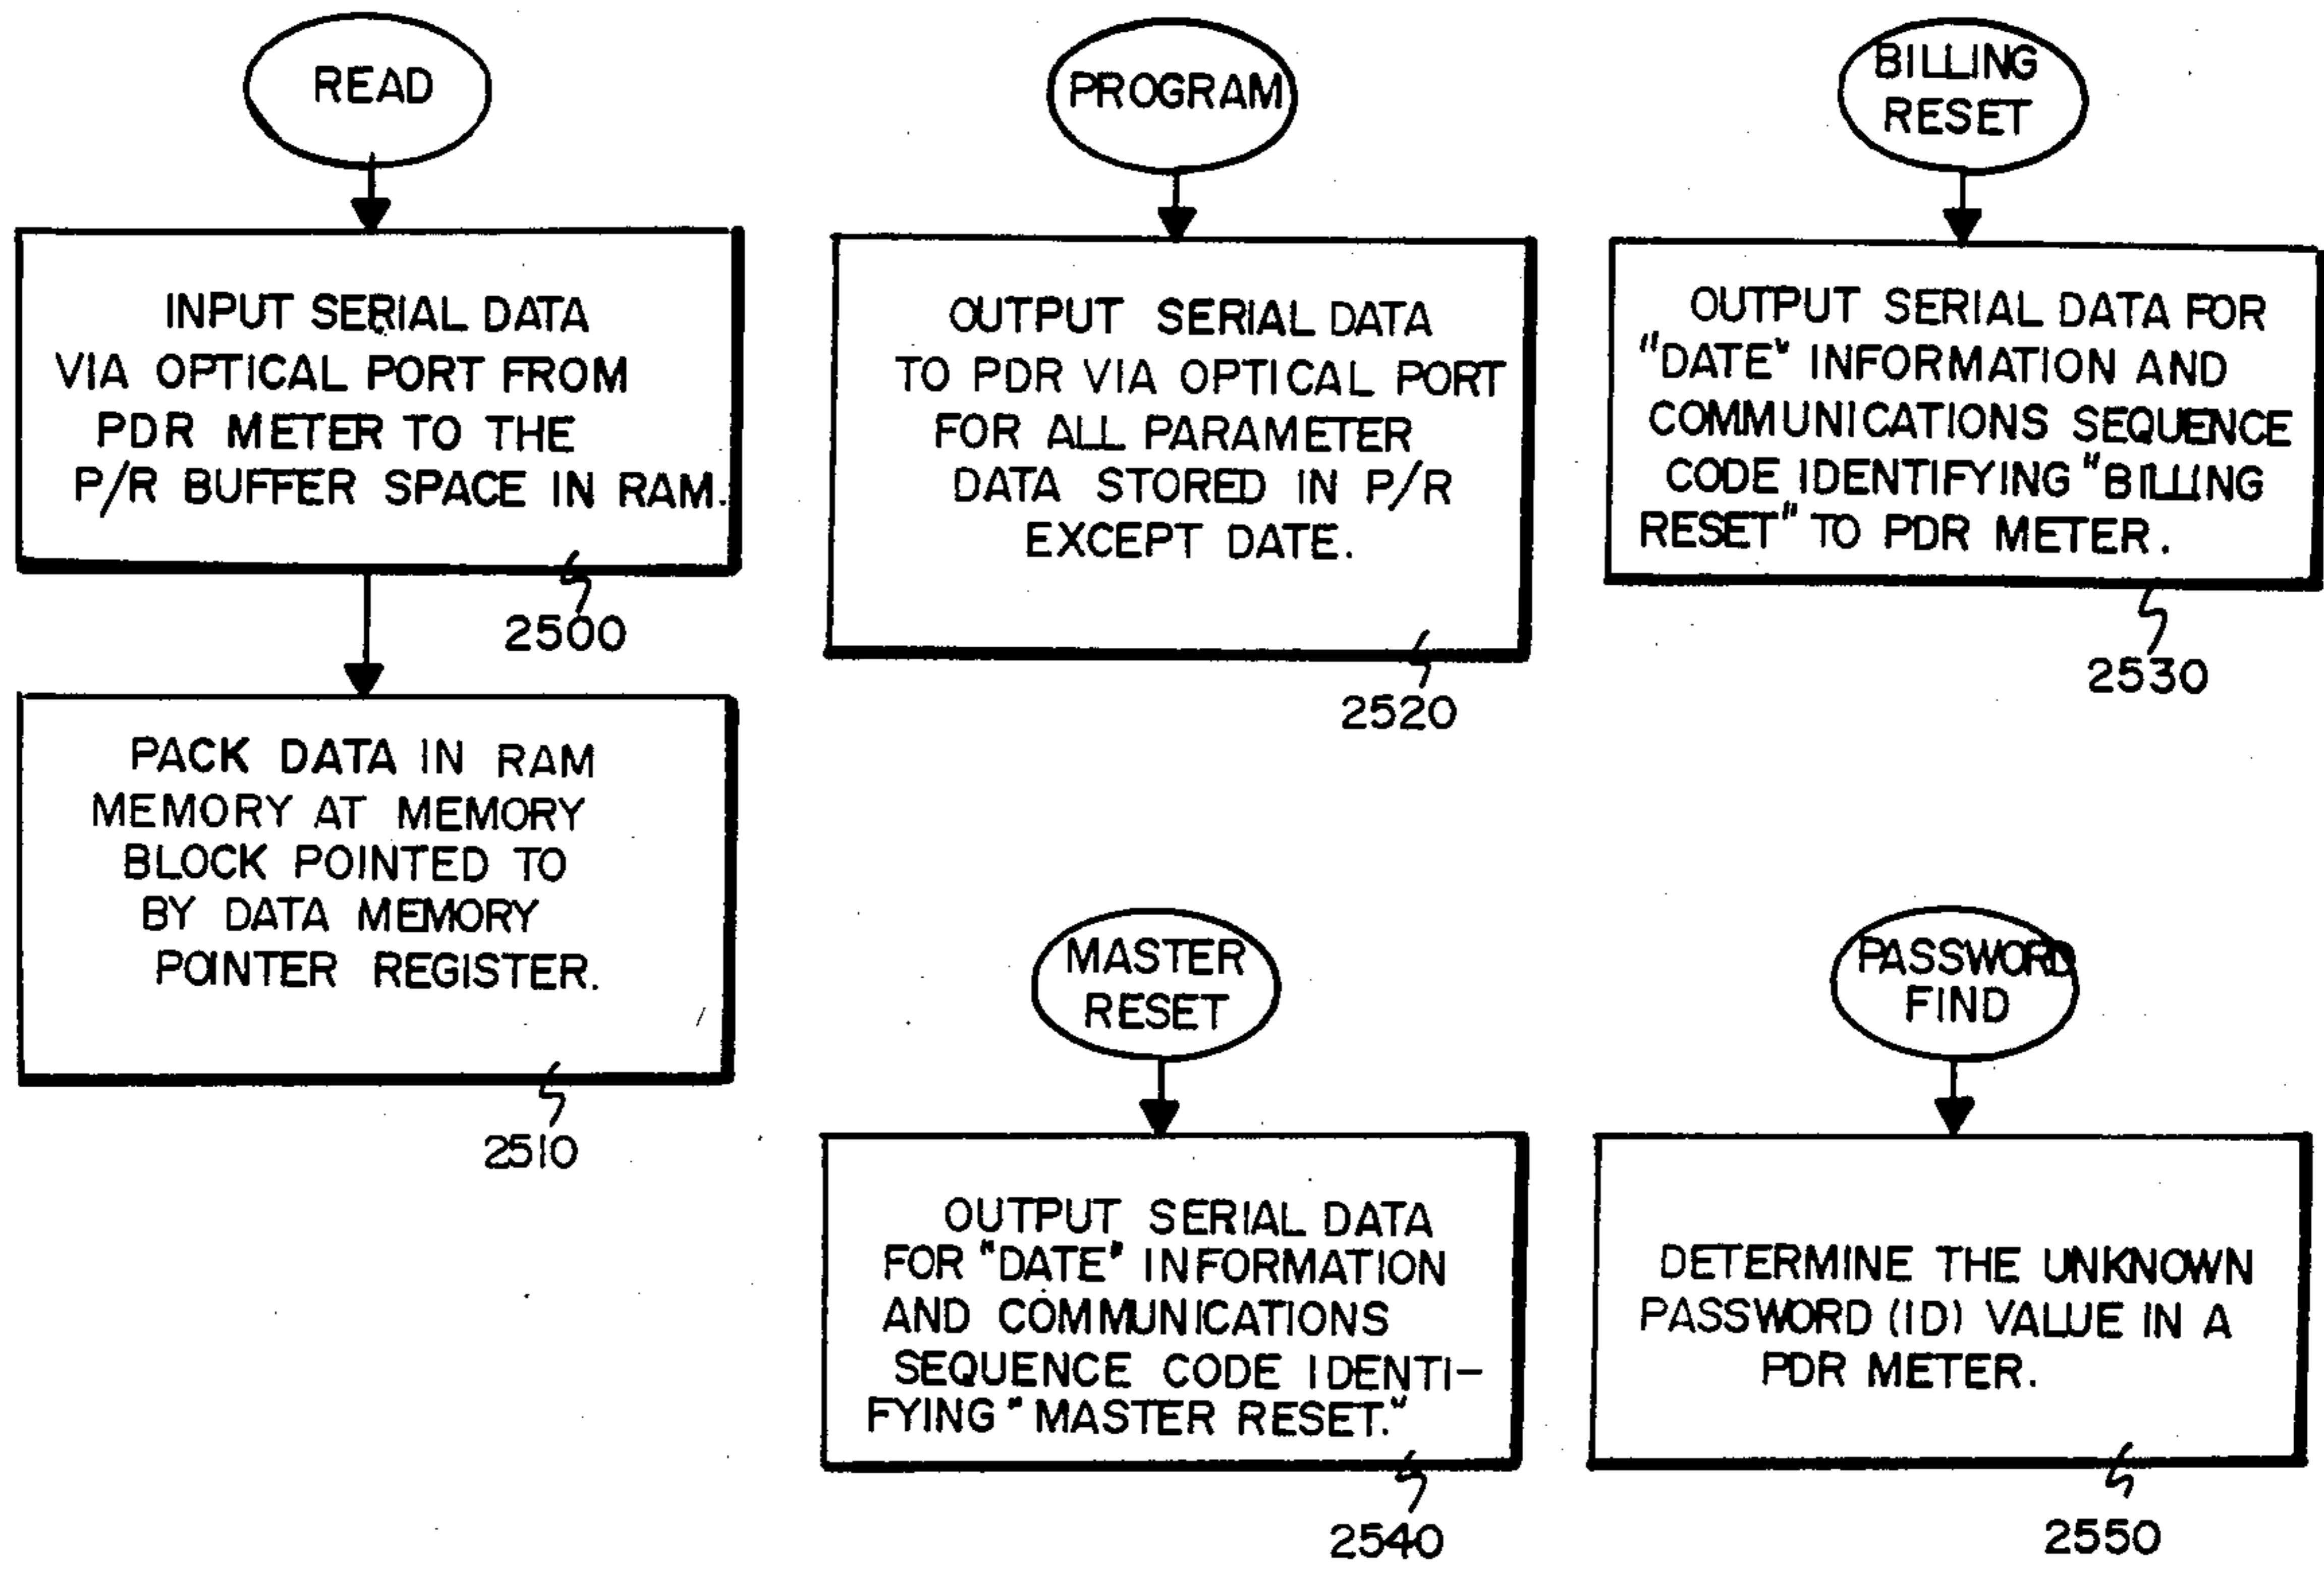 READ
INPUT SERIAL DATA
VIA OPTICAL PORT FROM
PDR METER TO THE
P/R BUFFER SPACE IN RAM.
2500
PACK DATA IN RAM
MEMORY AT MEMORY
BLOCK POINTED TO
BY DATA MEMORY
POINTER REGISTER.
2510
PROGRAM
OUTPUT SERIAL DATA
TO PDR VIA OPTICAL PORT
FOR ALL PARAMETER
DATA STORED IN P/R
EXCEPT DATE.
2520
BILLING
RESET
OUTPUT SERIAL DATA FOR
"DATE" INFORMATION AND
COMMUNICATIONS SEQUENCE
CODE IDENTIFYING "BILLING
RESET" TO PDR METER.
2530
MASTER
RESET
OUTPUT SERIAL DATA
FOR "DATE" INFORMATION
AND COMMUNICATIONS
SEQUENCE CODE IDENTI-
FYING "MASTER RESET."
2540
PASSWORD
FIND
DETERMINE THE UNKNOWN
PASSWORD (ID) VALUE IN A
PDR METER.
2550